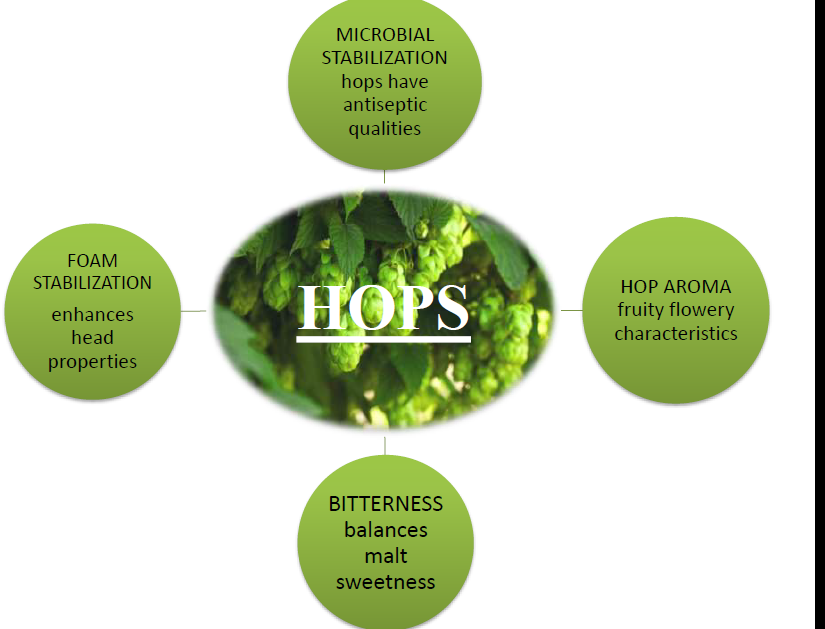 MICROBIAL
STABILIZATION
hops have
antiseptic
qualities
FOAM
STABILIZATION
enhances
head
properties
HOPS
HOP AROMA
fruity flowery
characteristics
BITTERNESS
balances
malt
sweetness